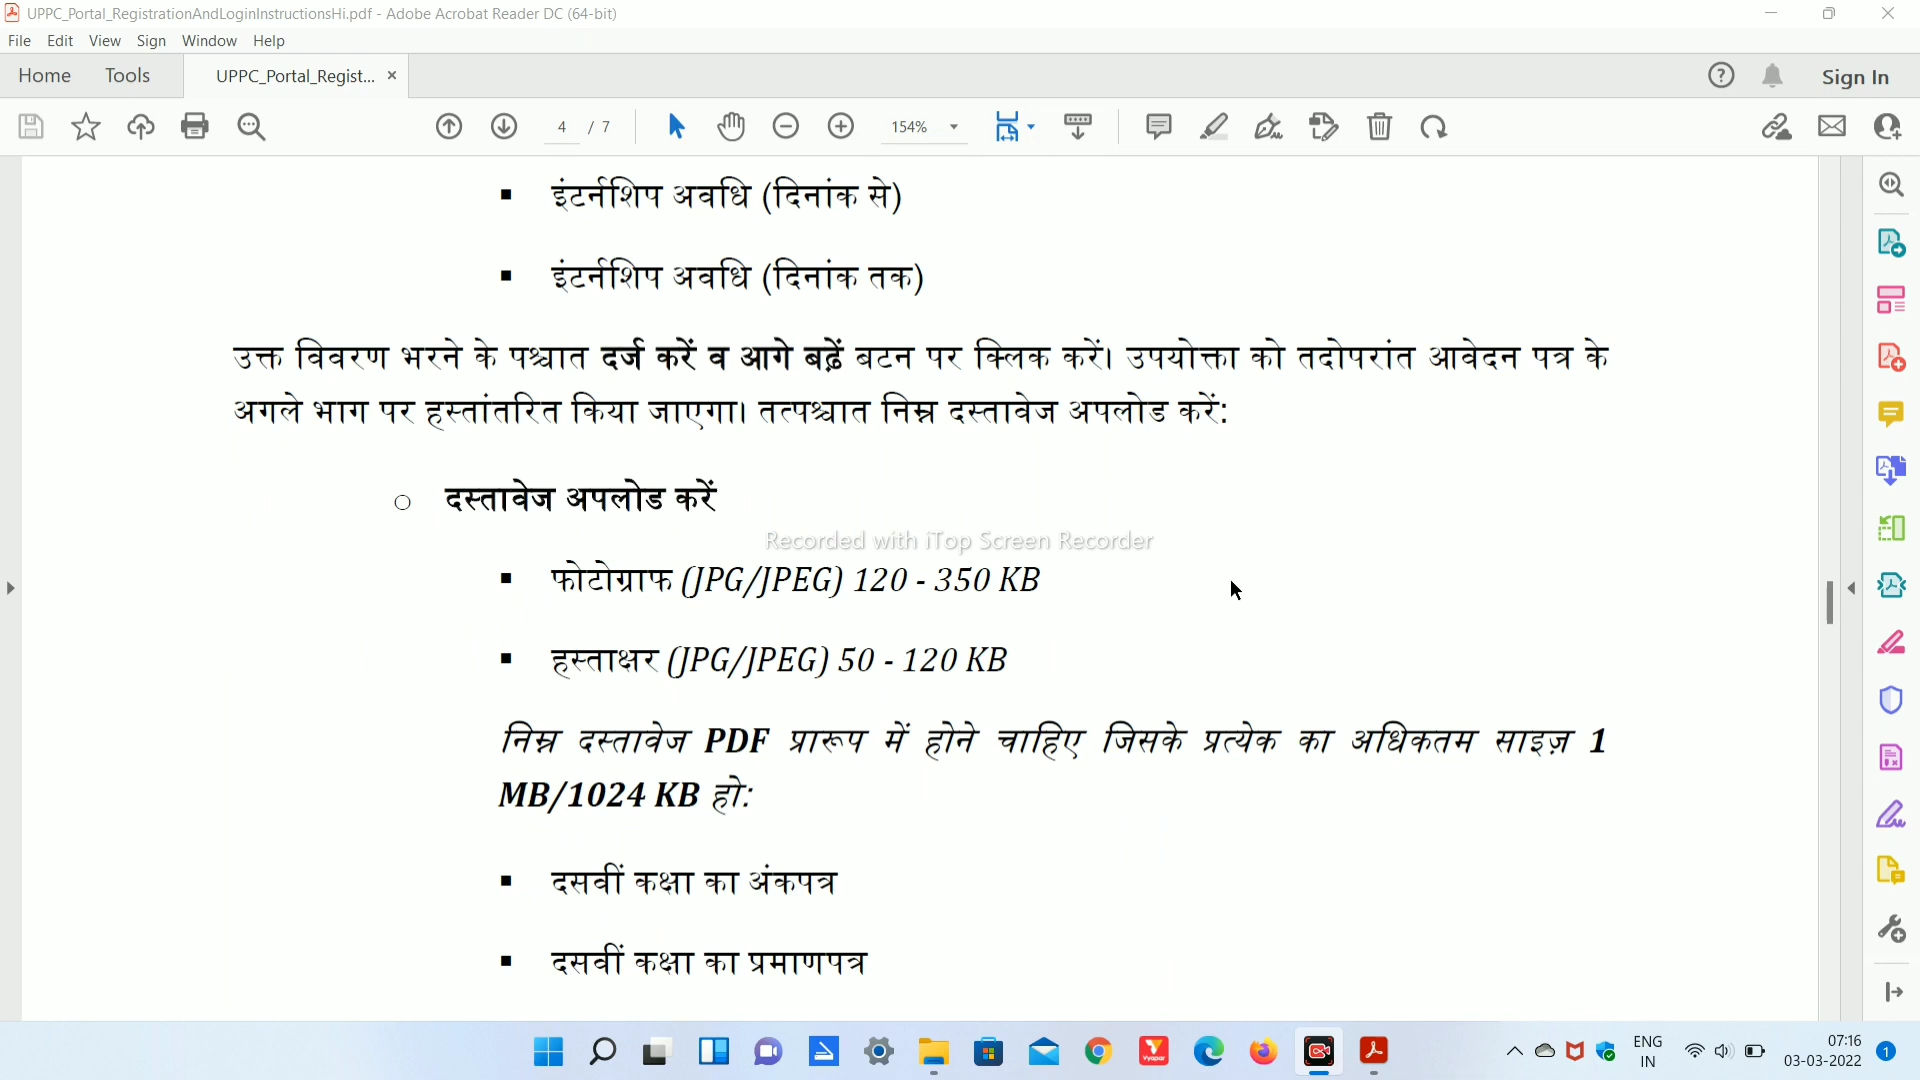 UPPC_Portal_RegistrationAndLoginInstructionsHi.pdf - Adobe Acrobat Reader DC (64-bit)
File Edit View Sign Window Help
Home Tools UPPC_Portal_Regist... × Sign In
4 / 7 154%
▪ इंटर्नशिप अवधि (दिनांक से)
▪ इंटर्नशिप अवधि (दिनांक तक)
उक्त विवरण भरने के पश्चात दर्ज करें व आगे बढ़ें बटन पर क्लिक करें। उपयोक्ता को तदोपरांत आवेदन पत्र के
अगले भाग पर हस्तांतरित किया जाएगा। तत्पश्चात निम्न दस्तावेज अपलोड करें:
○ दस्तावेज अपलोड करें
Recorded with iTop Screen Recorder
▪ फोटोग्राफ (JPG/JPEG) 120 - 350 KB
▪ हस्ताक्षर (JPG/JPEG) 50 - 120 KB
निम्न दस्तावेज PDF प्रारूप में होने चाहिए जिसके प्रत्येक का अधिकतम साइज़ 1
MB/1024 KB हो:
▪ दसवीं कक्षा का अंकपत्र
▪ दसवीं कक्षा का प्रमाणपत्र
Vyapar
ENG
IN
07:16
03-03-2022
1